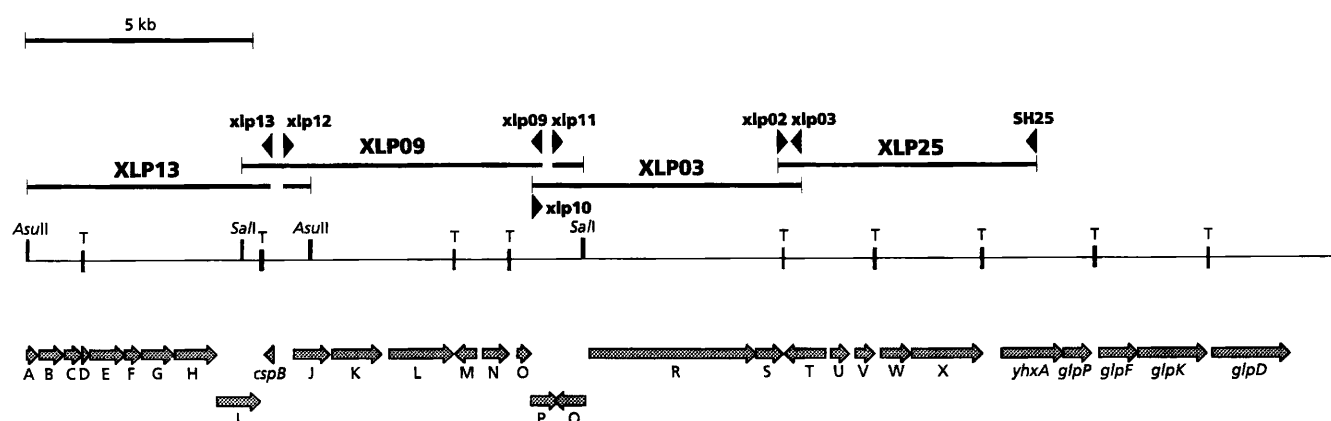 5 kb
xlp13 xlp12 xlp09 xlp11 xlp02 xlp03 SH25
XLP09 XLP25
XLP13 XLP03
xlp10
AsuII T SalI T AsuII T T SalI T T T T T
A B C D E F G H cspB J K L M N O R S T U V W X yhxA glpP glpF glpK glpD
I P Q